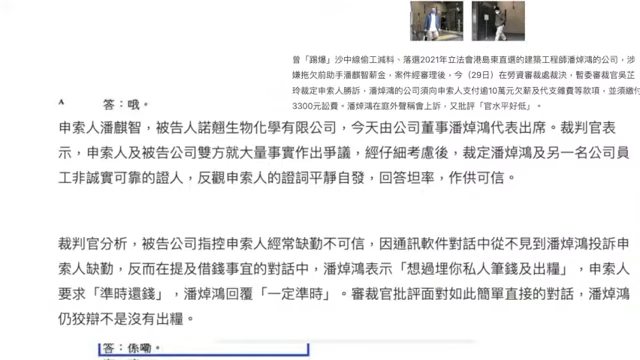 曾「踢爆」沙中線偷工減料、落選2021年立法會港島東直選的建築工程師潘焯鴻的公司，涉
嫌拖欠前助手潘麒智薪金，案件經審理後，今（29日）在勞資審裁處裁決，暫委審裁官吳芷
玲裁定申索人勝訴，潘焯鴻的公司須向申索人支付逾10萬元欠薪及代支雜費等款項，並須繳付
3300元訟費。潘焯鴻在庭外聲稱會上訴，又批評「官水平好低」。
A 答：哦。
申索人潘麒智，被告人諾翹生物化學有限公司，今天由公司董事潘焯鴻代表出席。裁判官表
示，申索人及被告公司雙方就大量事實作出爭議，經仔細考慮後，裁定潘焯鴻及另一名公司員
工非誠實可靠的證人，反觀申索人的證詞平靜自發，回答坦率，作供可信。
裁判官分析，被告公司指控申索人經常缺勤不可信，因通訊軟件對話中從不見到潘焯鴻投訴申
索人缺勤，反而在提及借錢事宜的對話中，潘焯鴻表示「想過埋你私人筆錢及出糧」，申索人
要求「準時還錢」，潘焯鴻回覆「一定準時」。審裁官批評面對如此簡單直接的對話，潘焯鴻
仍狡辯不是沒有出糧。
答：係嘞。